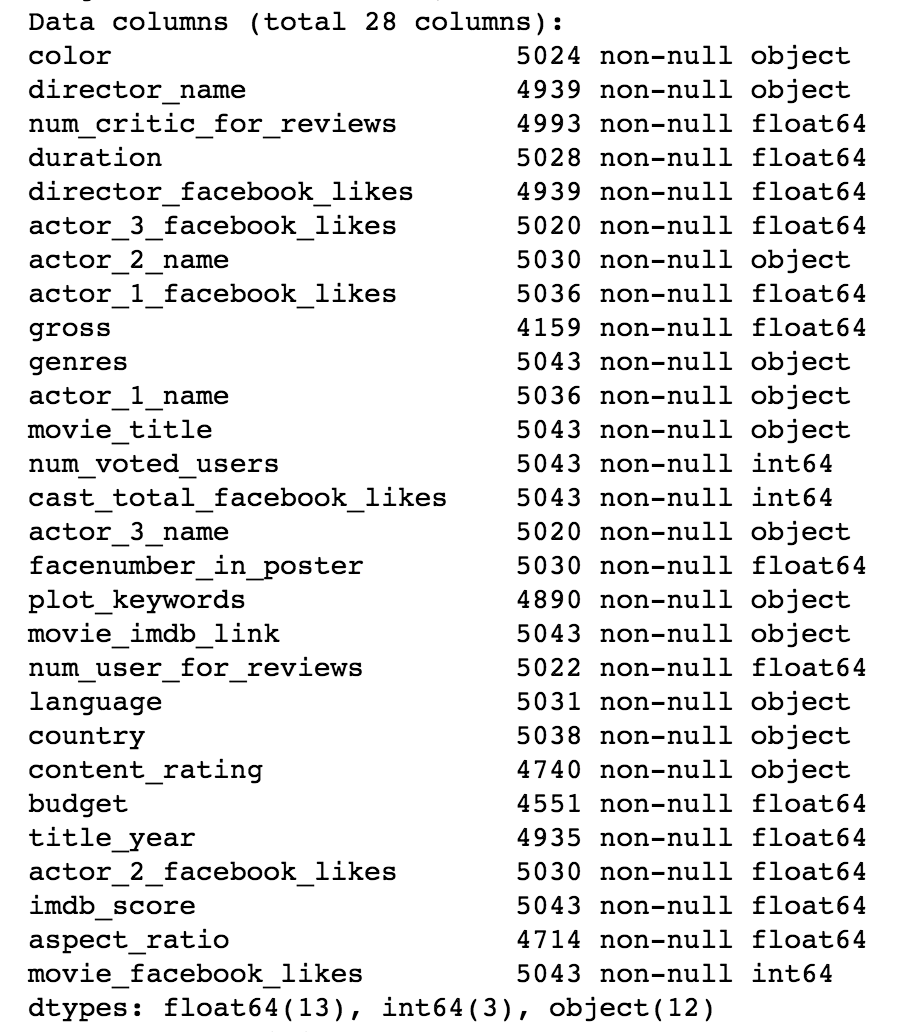 Data columns (total 28 columns):
color 5024 non-null object
director_name 4939 non-null object
num_critic_for_reviews 4993 non-null float64
duration 5028 non-null float64
director_facebook_likes 4939 non-null float64
actor_3_facebook_likes 5020 non-null float64
actor_2_name 5030 non-null object
actor_1_facebook_likes 5036 non-null float64
gross 4159 non-null float64
genres 5043 non-null object
actor_1_name 5036 non-null object
movie_title 5043 non-null object
num_voted_users 5043 non-null int64
cast_total_facebook_likes 5043 non-null int64
actor_3_name 5020 non-null object
facenumber_in_poster 5030 non-null float64
plot_keywords 4890 non-null object
movie_imdb_link 5043 non-null object
num_user_for_reviews 5022 non-null float64
language 5031 non-null object
country 5038 non-null object
content_rating 4740 non-null object
budget 4551 non-null float64
title_year 4935 non-null float64
actor_2_facebook_likes 5030 non-null float64
imdb_score 5043 non-null float64
aspect_ratio 4714 non-null float64
movie_facebook_likes 5043 non-null int64
dtypes: float64(13), int64(3), object(12)